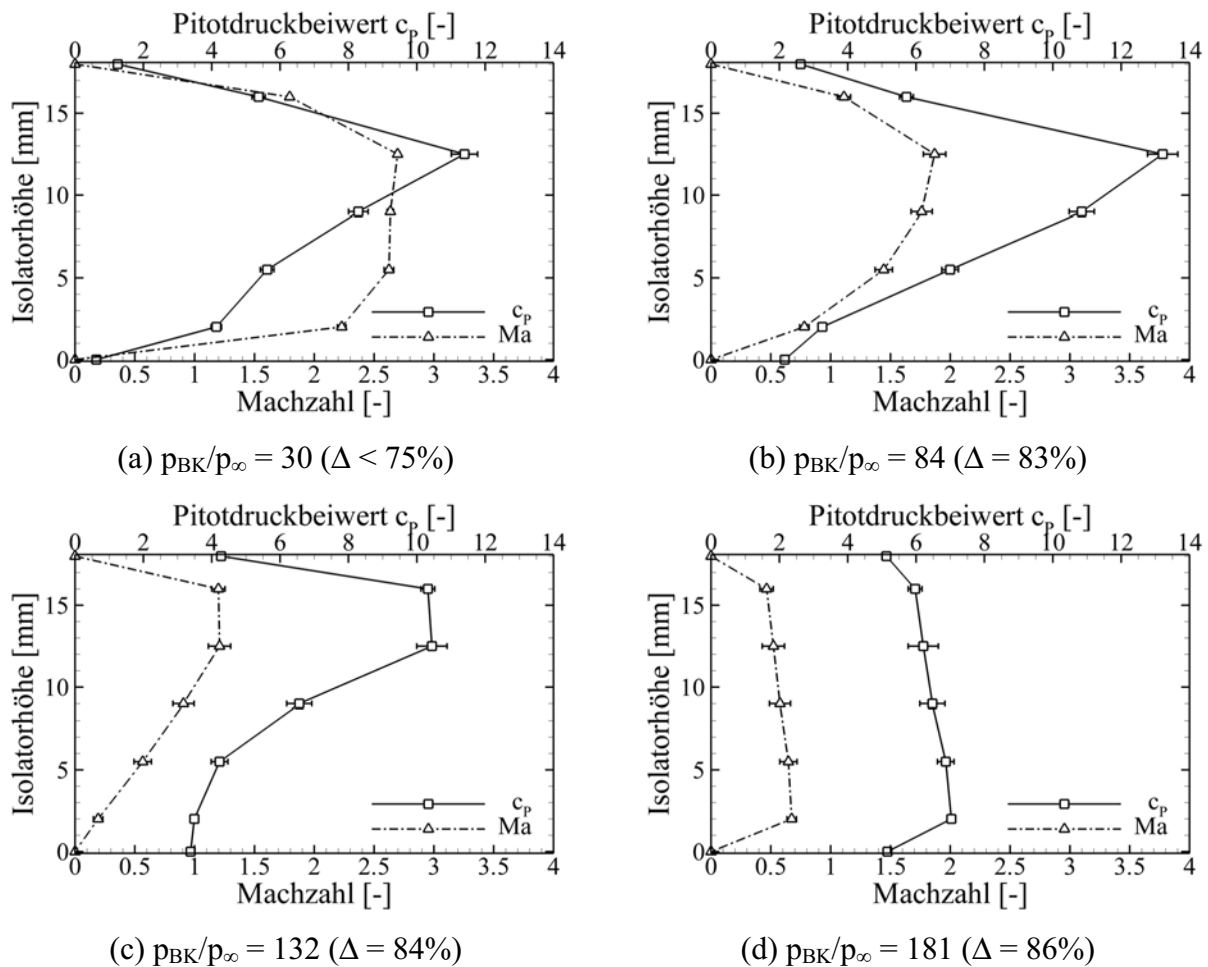 Pitotdruckbeiwert c_P [-]
0 2 4 6 8 10 12 14
Isolatorhöhe [mm]
15
10
5
0
c_P
Ma
0 0.5 1 1.5 2 2.5 3 3.5 4
Machzahl [-]
(a) p_BK/p_∞ = 30 (Δ < 75%)
Pitotdruckbeiwert c_P [-]
0 2 4 6 8 10 12 14
Isolatorhöhe [mm]
15
10
5
0
c_P
Ma
0 0.5 1 1.5 2 2.5 3 3.5 4
Machzahl [-]
(b) p_BK/p_∞ = 84 (Δ = 83%)
Pitotdruckbeiwert c_P [-]
0 2 4 6 8 10 12 14
Isolatorhöhe [mm]
15
10
5
0
c_P
Ma
0 0.5 1 1.5 2 2.5 3 3.5 4
Machzahl [-]
(c) p_BK/p_∞ = 132 (Δ = 84%)
Pitotdruckbeiwert c_P [-]
0 2 4 6 8 10 12 14
Isolatorhöhe [mm]
15
10
5
0
c_P
Ma
0 0.5 1 1.5 2 2.5 3 3.5 4
Machzahl [-]
(d) p_BK/p_∞ = 181 (Δ = 86%)